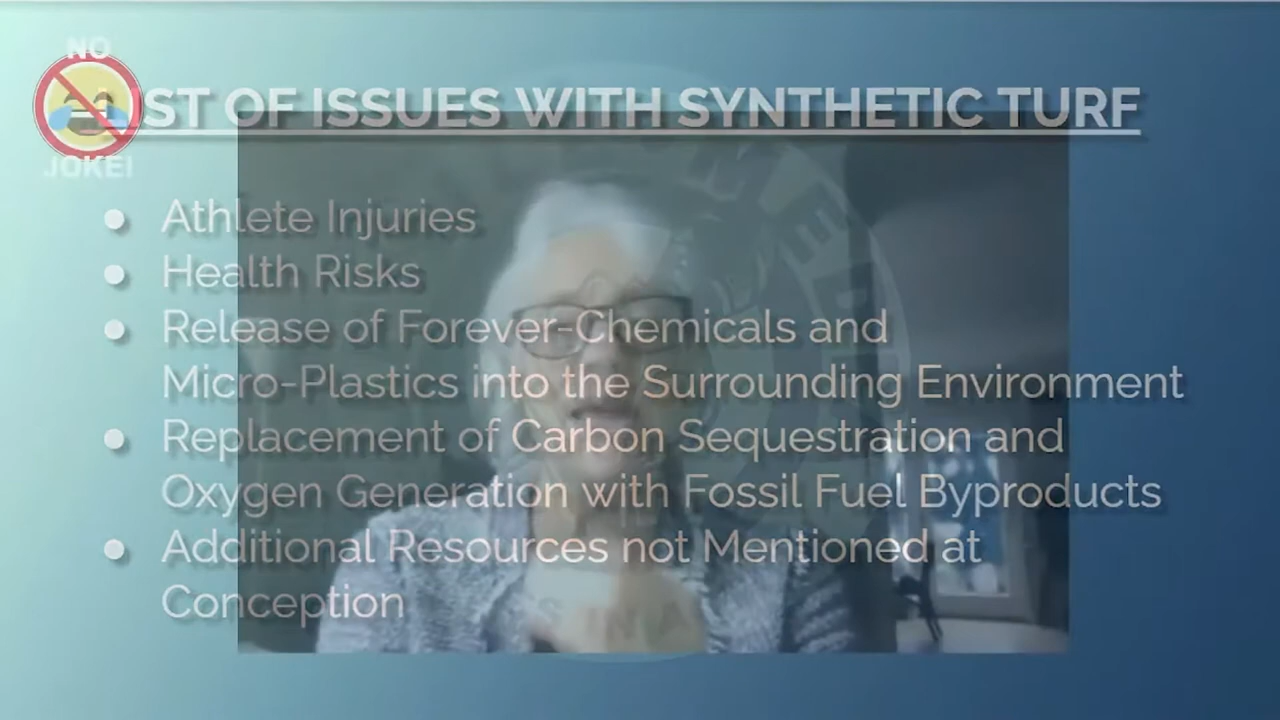 NO
JOKE!
ST OF ISSUES WITH SYNTHETIC TURF
Athlete Injuries
Health Risks
Release of Forever-Chemicals and
Micro-Plastics into the Surrounding Environment
Replacement of Carbon Sequestration and
Oxygen Generation with Fossil Fuel Byproducts
Additional Resources not Mentioned at
Conception